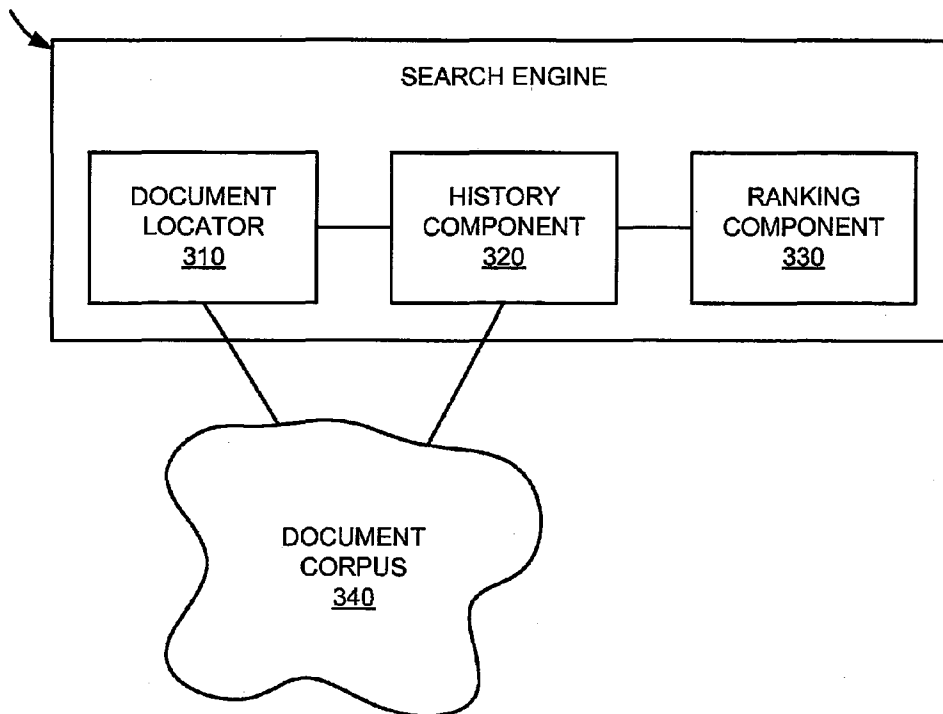 SEARCH ENGINE
DOCUMENT
LOCATOR
310
HISTORY
COMPONENT
320
RANKING
COMPONENT
330
DOCUMENT
CORPUS
340